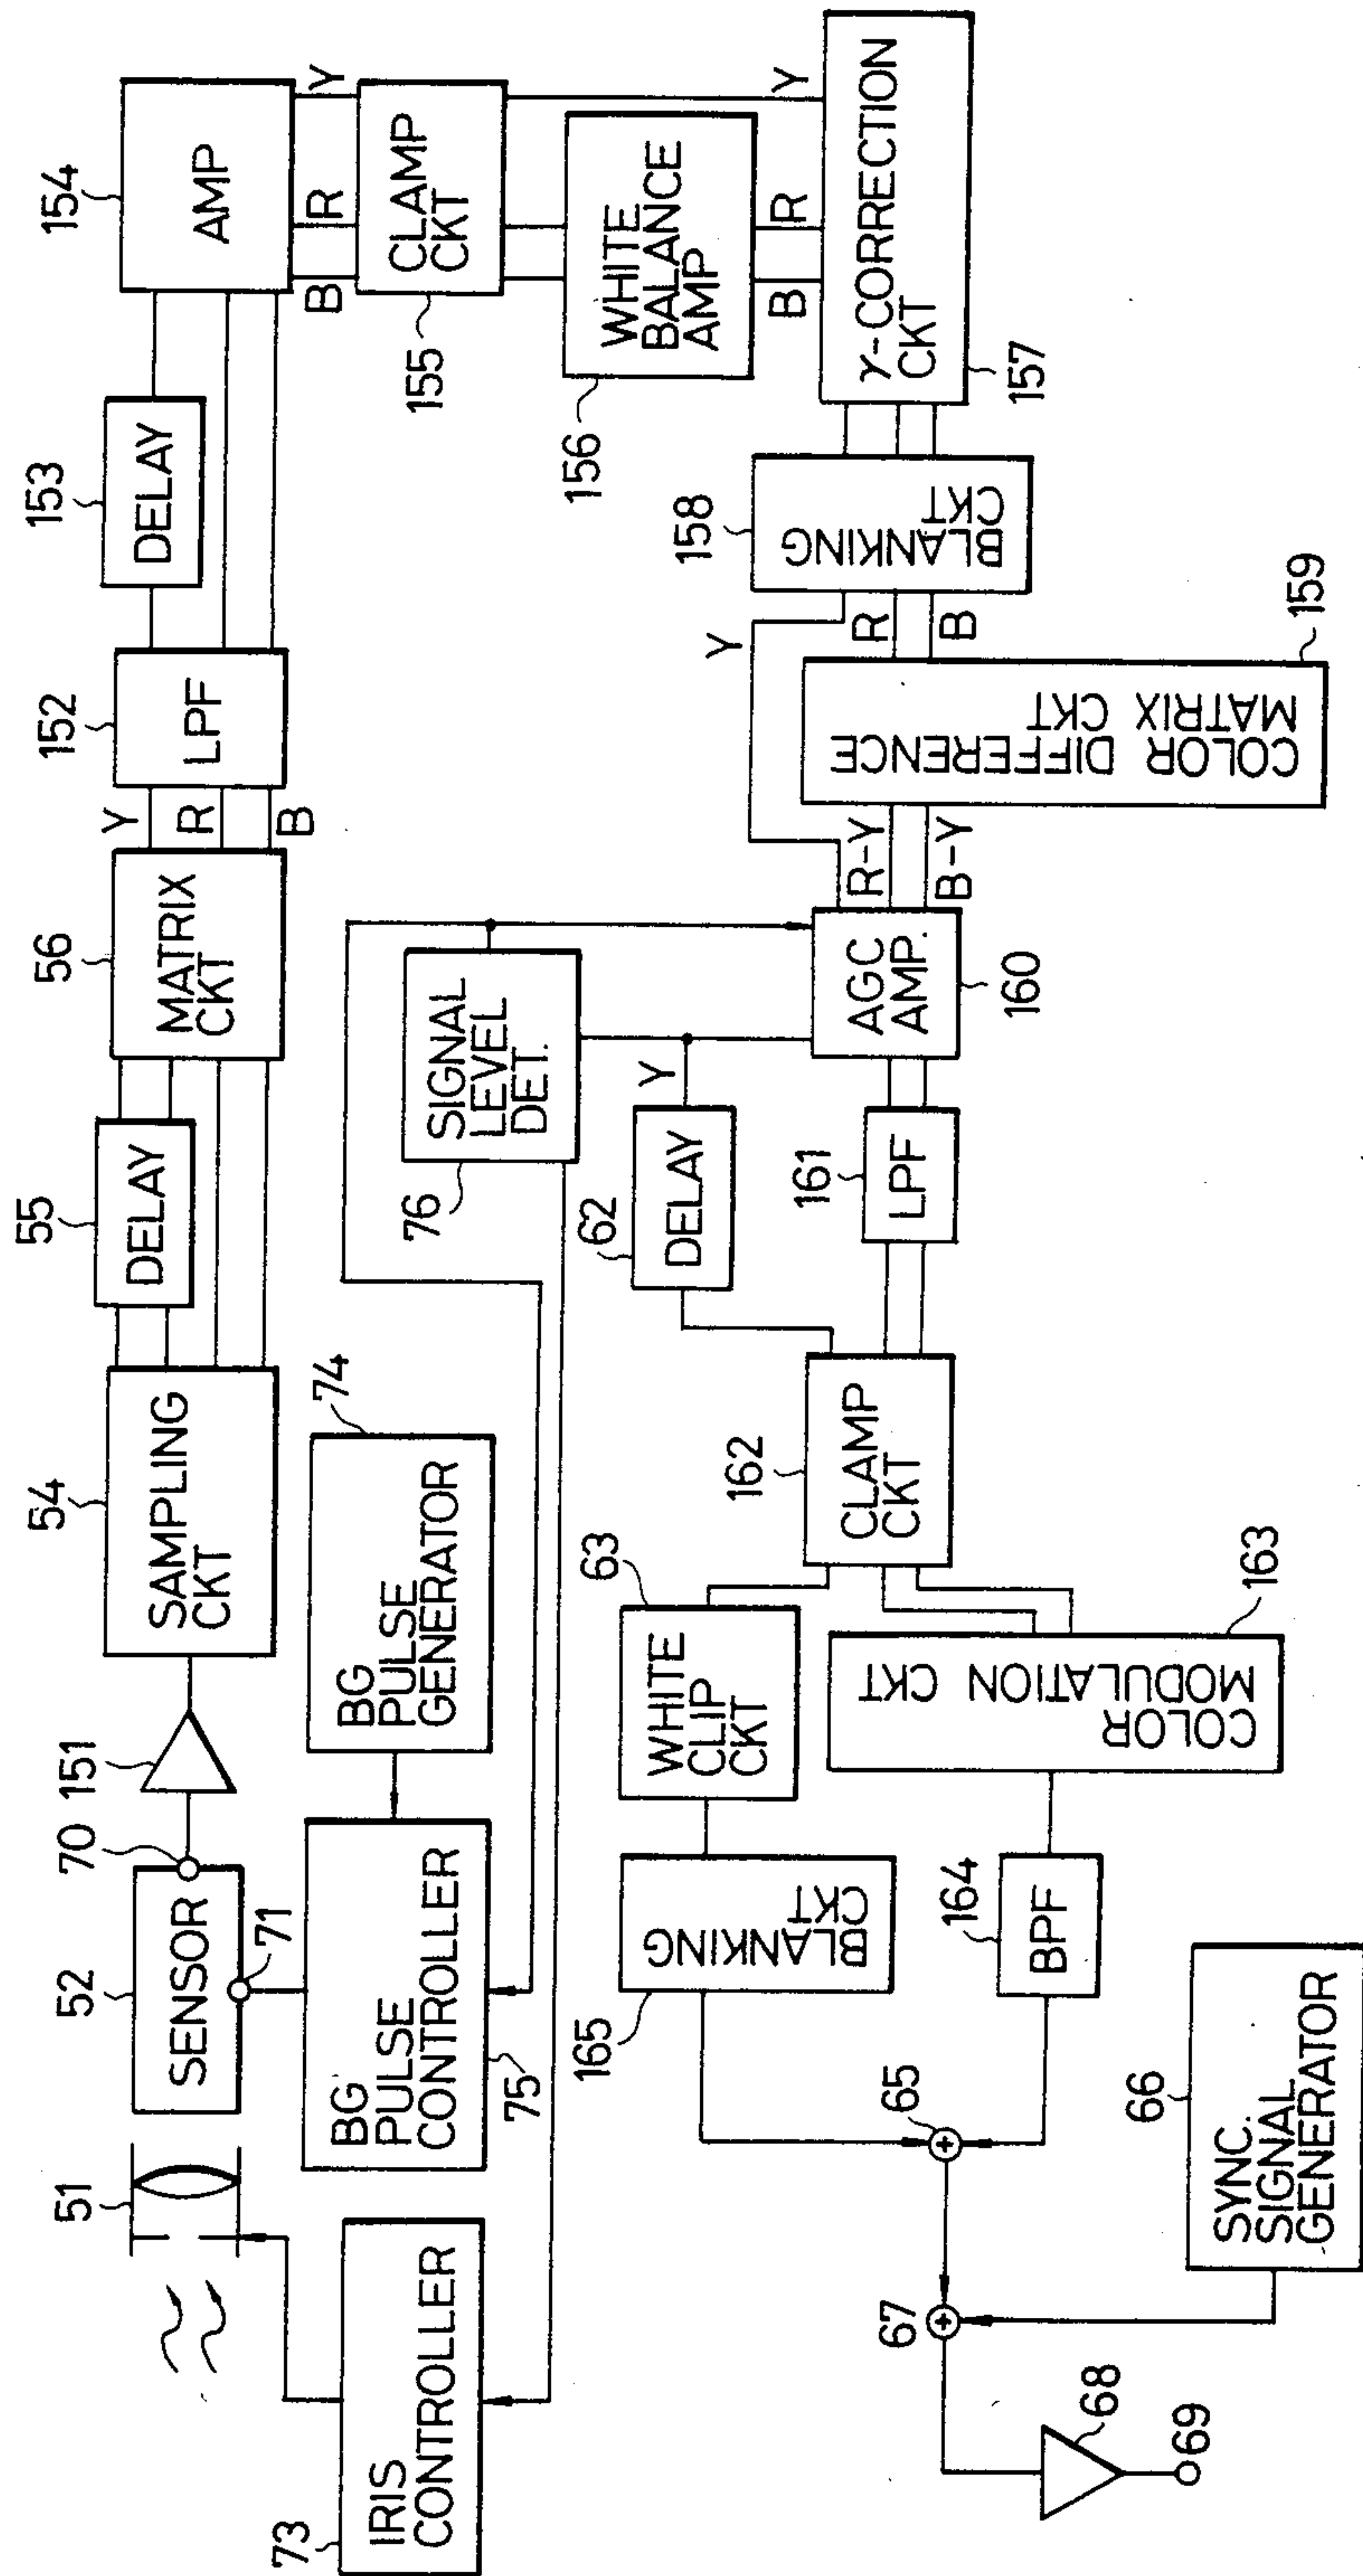 51
52
SENSOR
70
71
151
54
SAMPLING
CKT
55
DELAY
56
MATRIX
CKT
Y
R
B
152
LPF
153
DELAY
154
AMP
B
R
Y
CLAMP
CKT
155
WHITE
BALANCE
AMP
156
B
R
Y
γ-CORRECTION
CKT
157
158
BLANKING
CKT
Y
R
B
159
COLOR DIFFERENCE
MATRIX CKT
R-Y
B-Y
AGC
AMP.
160
SIGNAL
LEVEL
DET.
76
Y
62
DELAY
161
LPF
162
CLAMP
CKT
74
BG
PULSE
GENERATOR
BG
PULSE
CONTROLLER
75
73
IRIS
CONTROLLER
63
WHITE
CLIP
CKT
163
COLOR
MODULATION CKT
165
BLANKING
CKT
164
BPF
65
+
66
SYNC.
SIGNAL
GENERATOR
67
+
68
69